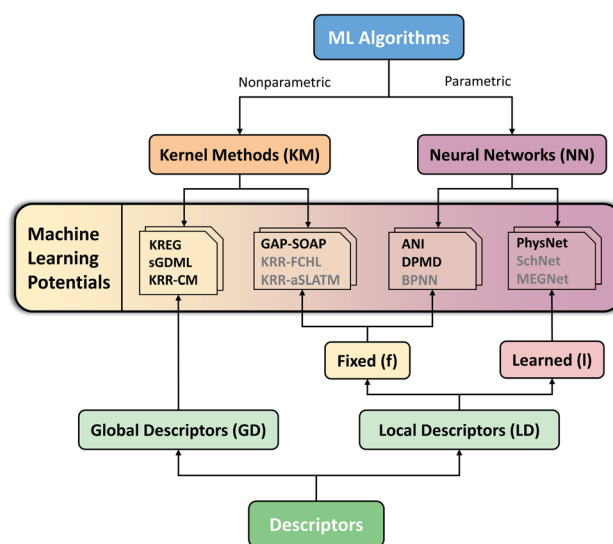 ML Algorithms
Nonparametric
Parametric
Kernel Methods (KM)
Neural Networks (NN)
Machine
Learning
Potentials
KREG
sGDML
KRR-CM
GAP-SOAP
KRR-FCHL
KRR-aSLATM
ANI
DPMD
BPNN
PhysNet
SchNet
MEGNet
Fixed (f)
Learned (l)
Global Descriptors (GD)
Local Descriptors (LD)
Descriptors